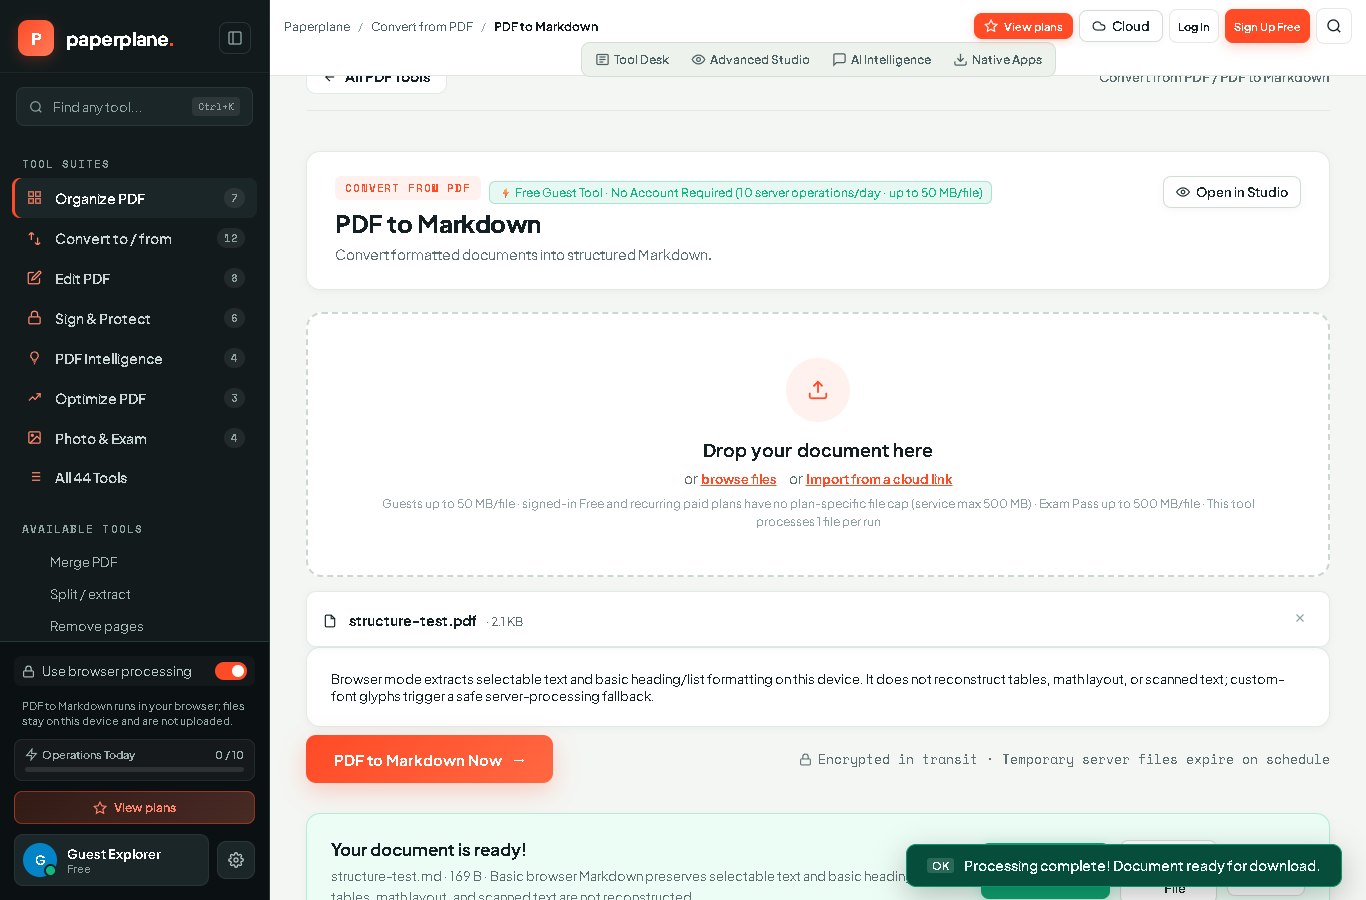 P paperplane.
Find any tool... Ctrl+K
TOOL SUITES
Organize PDF 7
Convert to / from 12
Edit PDF 8
Sign & Protect 6
PDF Intelligence 4
Optimize PDF 3
Photo & Exam 4
All 44 Tools
AVAILABLE TOOLS
Merge PDF
Split / extract
Remove pages
Use browser processing
PDF to Markdown runs in your browser; files
stay on this device and are not uploaded.
Operations Today 0 / 10
View plans
G Guest Explorer
Free
Paperplane / Convert from PDF / PDF to Markdown
View plans Cloud Log In Sign Up Free
Tool Desk Advanced Studio AI Intelligence Native Apps
← All PDF Tools Convert from PDF / PDF to Markdown
CONVERT FROM PDF Free Guest Tool · No Account Required (10 server operations/day · up to 50 MB/file)
Open in Studio
PDF to Markdown
Convert formatted documents into structured Markdown.
Drop your document here
or browse files or Import from a cloud link
Guests up to 50 MB/file · signed-in Free and recurring paid plans have no plan-specific file cap (service max 500 MB) · Exam Pass up to 500 MB/file · This tool
processes 1 file per run
structure-test.pdf · 2.1 KB ×
Browser mode extracts selectable text and basic heading/list formatting on this device. It does not reconstruct tables, math layout, or scanned text; custom-
font glyphs trigger a safe server-processing fallback.
PDF to Markdown Now → Encrypted in transit · Temporary server files expire on schedule
Your document is ready!
structure-test.md · 169 B · Basic browser Markdown preserves selectable text and basic headin
tables, math layout, and scanned text are not reconstructed
OK Processing complete! Document ready for download.
File